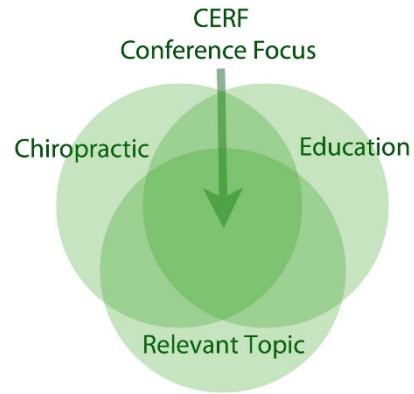 CERF
Conference Focus
Chiropractic
Education
Relevant Topic